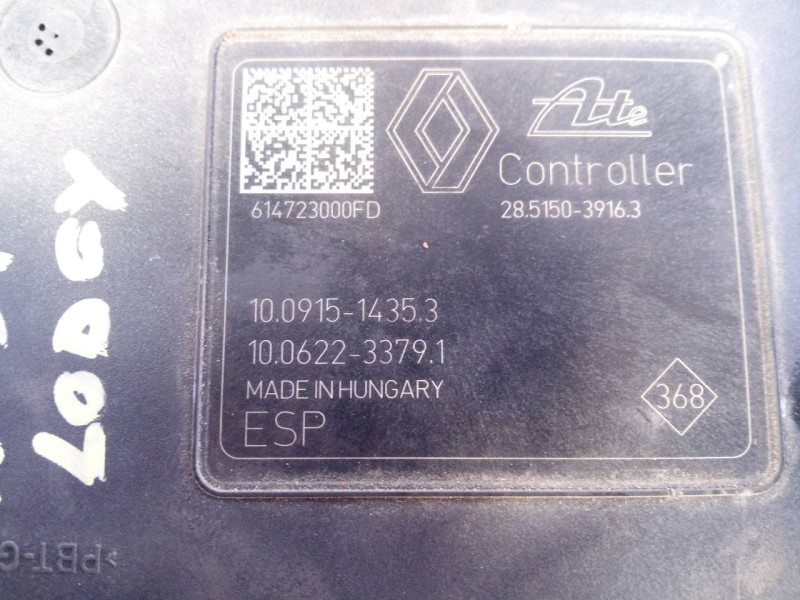 Ate
Controller
614723000FD
28.5150-3916.3
10.0915-1435.3
10.0622-3379.1
MADE IN HUNGARY
368
ESP
LODGY
>PBT-G